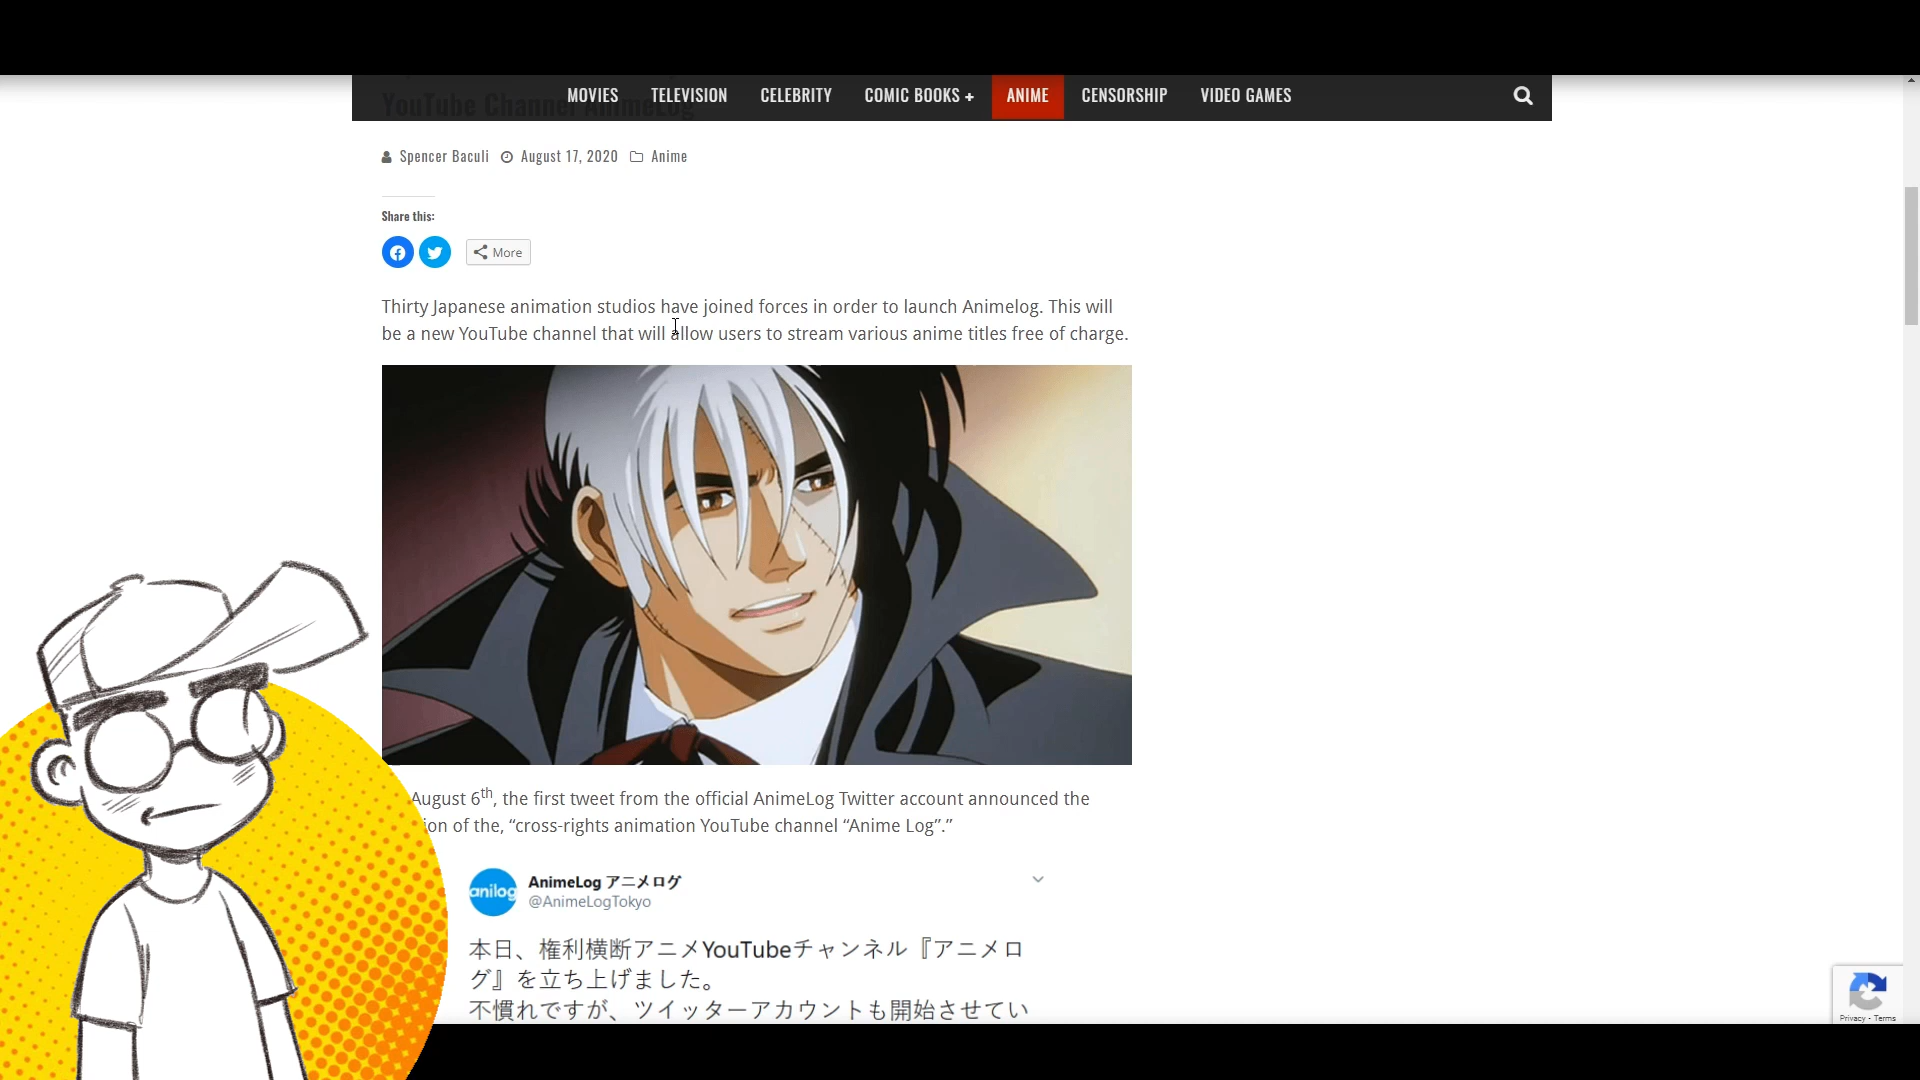 MOVIES TELEVISION CELEBRITY COMIC BOOKS + ANIME CENSORSHIP VIDEO GAMES
YouTube Channel AnimeLog
Spencer Baculi August 17, 2020 Anime
Share this:
More
Thirty Japanese animation studios have joined forces in order to launch Animelog. This will
be a new YouTube channel that will allow users to stream various anime titles free of charge.
August 6th, the first tweet from the official AnimeLog Twitter account announced the
ion of the, “cross-rights animation YouTube channel “Anime Log”.”
anilog
AnimeLog アニメログ
@AnimeLogTokyo
本日、権利横断アニメYouTubeチャンネル『アニメロ
グ』を立ち上げました。
不慣れですが、ツイッターアカウントも開始させてい
Privacy - Terms